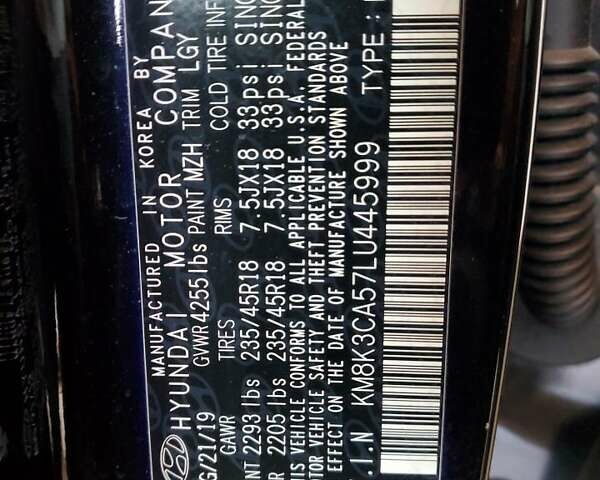 MANUFACTURED IN KOREA BY
HYUNDAI MOTOR COMPAN
G/21/19 GVWR 4255lbs PAINT MZH TRIM LGY
GAWR TIRES RIMS COLD TIRE INF
NT 2293 lbs 235/45R18 7.5JX18 33psi SING
R 2205 lbs 235/45R18 7.5JX18 33psi SING
IS VEHICLE CONFORMS TO ALL APPLICABLE U.S.A. FEDERAL
OTOR VEHICLE SAFETY AND THEFT PREVENTION STANDARDS
EFFECT ON THE DATE OF MANUFACTURE SHOWN ABOVE
.I.N KM8K3CA57LU445999 TYPE: